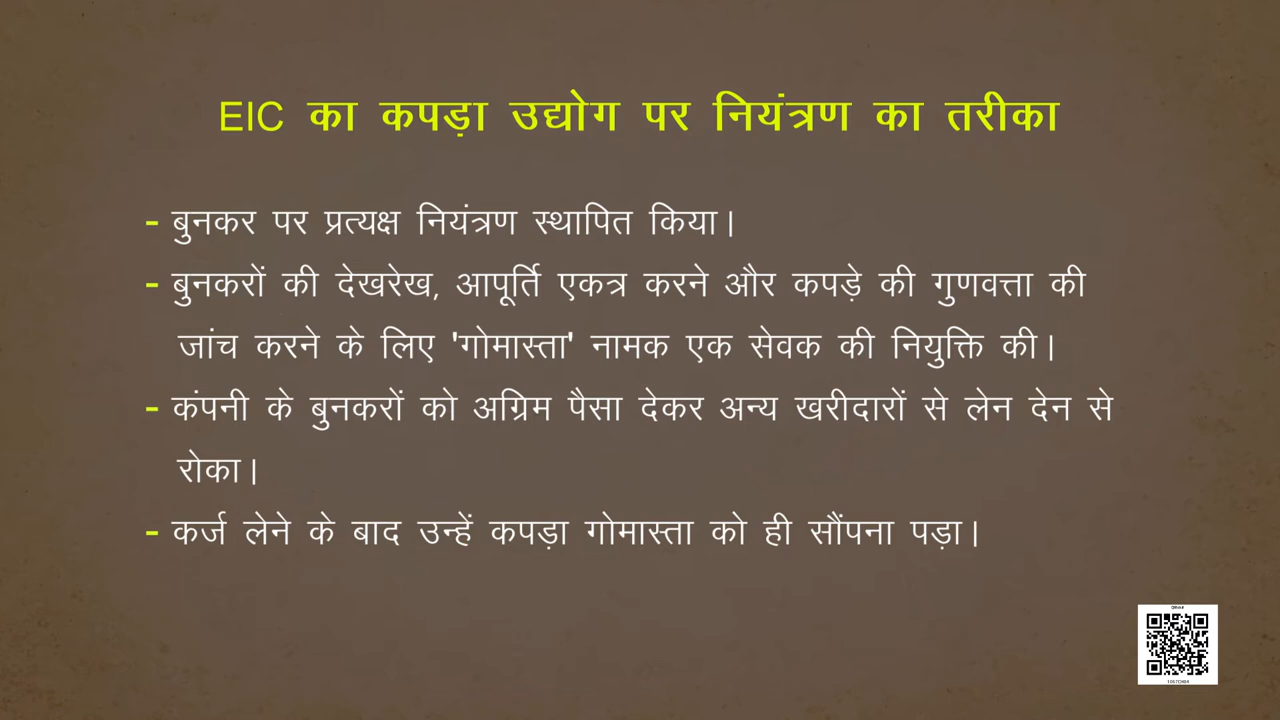 EIC का कपड़ा उद्योग पर नियंत्रण का तरीका
- बुनकर पर प्रत्यक्ष नियंत्रण स्थापित किया।
- बुनकरों की देखरेख, आपूर्ति एकत्र करने और कपड़े की गुणवत्ता की
जांच करने के लिए 'गोमास्ता' नामक एक सेवक की नियुक्ति की।
- कंपनी के बुनकरों को अग्रिम पैसा देकर अन्य खरीदारों से लेन देन से
रोका।
- कर्ज लेने के बाद उन्हें कपड़ा गोमास्ता को ही सौंपना पड़ा।